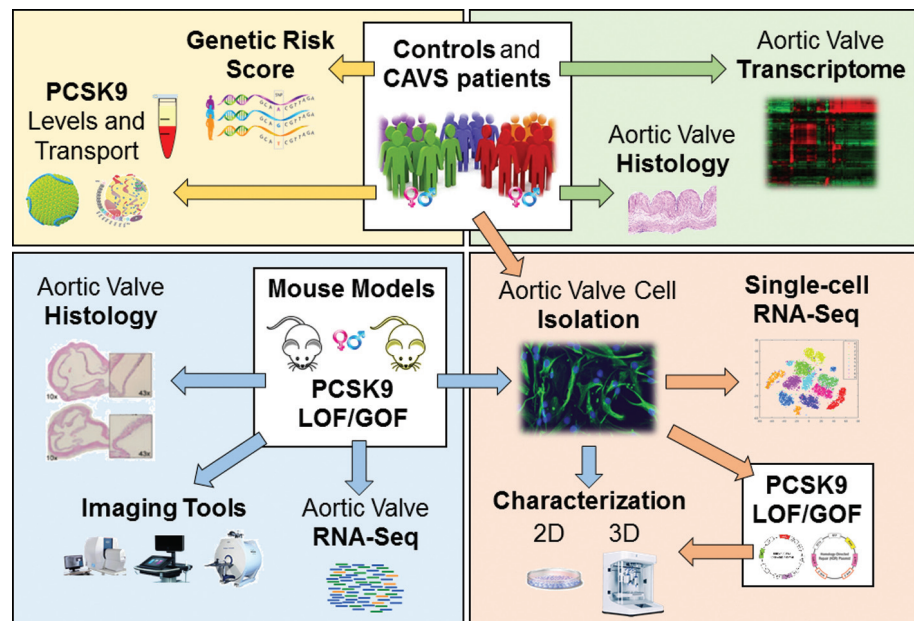 Genetic Risk
Score
PCSK9
Levels and
Transport
Controls and
CAVS patients
Aortic Valve
Transcriptome
Aortic Valve
Histology
Aortic Valve
Histology
10x
43x
10x
43x
Mouse Models
PCSK9
LOF/GOF
Imaging Tools
Aortic Valve
RNA-Seq
Aortic Valve Cell
Isolation
Single-cell
RNA-Seq
Characterization
2D
3D
PCSK9
LOF/GOF